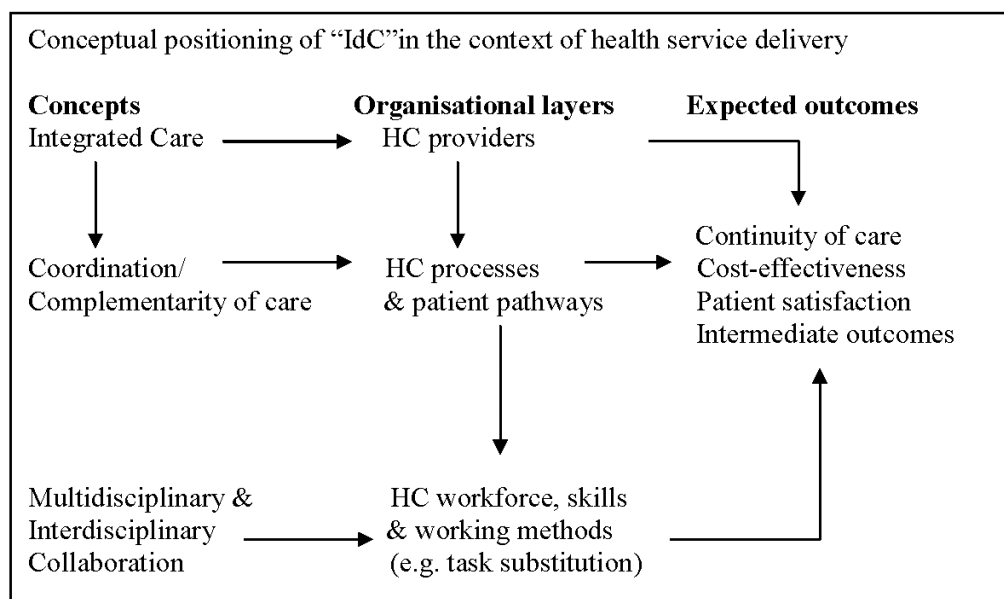 Conceptual positioning of “IdC”in the context of health service delivery
Concepts
Integrated Care
Organisational layers
HC providers
Expected outcomes
Coordination/
Complementarity of care
HC processes
& patient pathways
Continuity of care
Cost-effectiveness
Patient satisfaction
Intermediate outcomes
Multidisciplinary &
Interdisciplinary
Collaboration
HC workforce, skills
& working methods
(e.g. task substitution)